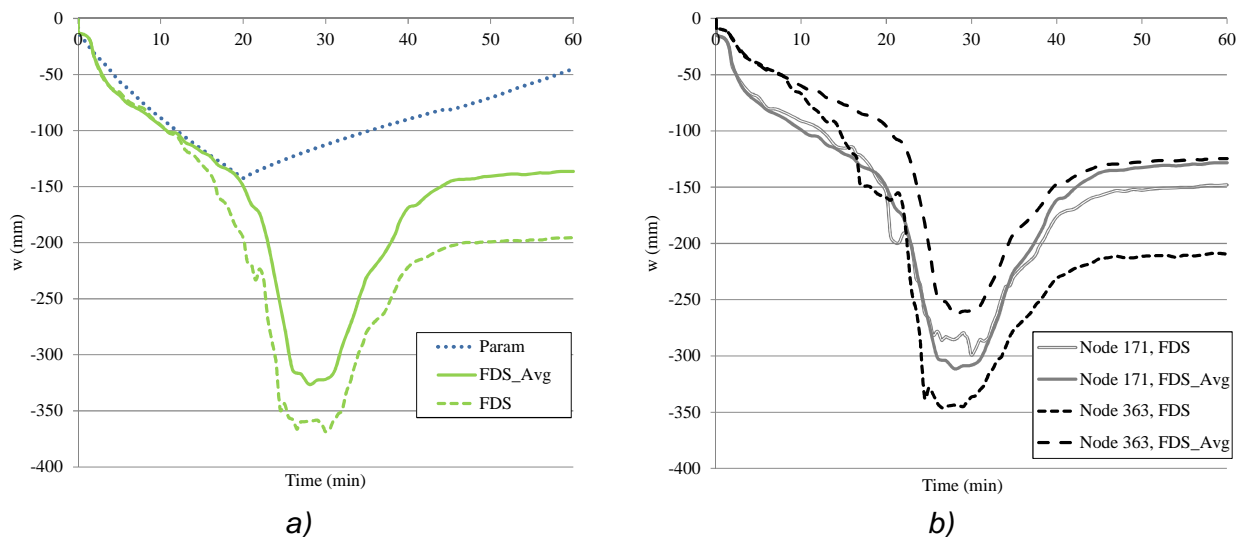 0
0 10 20 30 40 50 60
-50
-100
-150
-200
-250
-300
-350
-400
w (mm)
Time (min)
Param
FDS_Avg
FDS
a)
0
0 10 20 30 40 50 60
-50
-100
-150
-200
-250
-300
-350
-400
w (mm)
Time (min)
Node 171, FDS
Node 171, FDS_Avg
Node 363, FDS
Node 363, FDS_Avg
b)